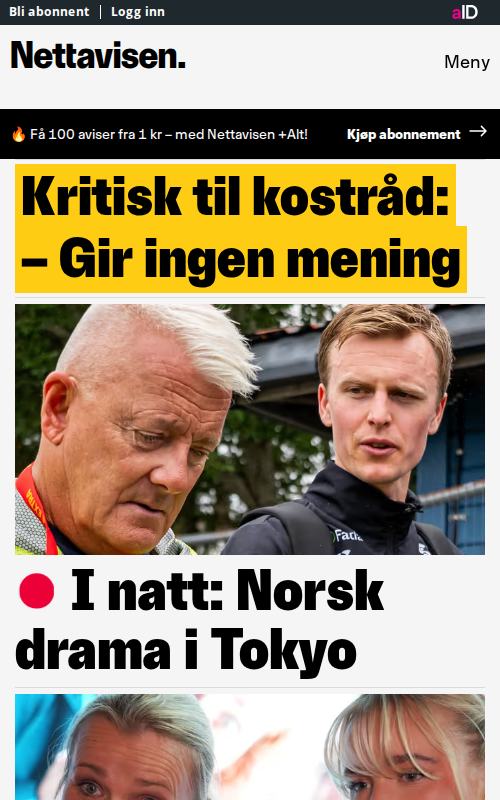 Bli abonnent | Logg inn
aID
Nettavisen.
Meny
🔥 Få 100 aviser fra 1 kr – med Nettavisen +Alt!
Kjøp abonnement →
Kritisk til kostråd:
– Gir ingen mening
I natt: Norsk
drama i Tokyo